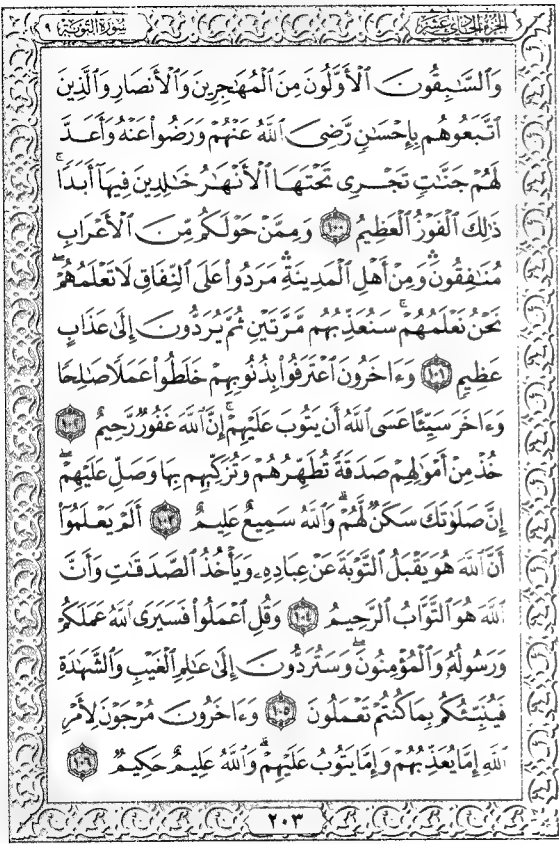 الجزء الحادي عشر
سورة التوبة ٩
وَٱلسَّٰبِقُونَ ٱلْأَوَّلُونَ مِنَ ٱلْمُهَٰجِرِينَ وَٱلْأَنصَارِ وَٱلَّذِينَ
ٱتَّبَعُوهُم بِإِحْسَٰنٍ رَّضِىَ ٱللَّهُ عَنْهُمْ وَرَضُوا۟ عَنْهُ وَأَعَدَّ
لَهُمْ جَنَّٰتٍ تَجْرِى تَحْتَهَا ٱلْأَنْهَٰرُ خَٰلِدِينَ فِيهَآ أَبَدًا ۚ
ذَٰلِكَ ٱلْفَوْزُ ٱلْعَظِيمُ ١٠٠ وَمِمَّنْ حَوْلَكُم مِّنَ ٱلْأَعْرَابِ
مُنَٰفِقُونَ ۖ وَمِنْ أَهْلِ ٱلْمَدِينَةِ ۖ مَرَدُوا۟ عَلَى ٱلنِّفَاقِ لَا تَعْلَمُهُمْ ۖ
نَحْنُ نَعْلَمُهُمْ ۚ سَنُعَذِّبُهُم مَّرَّتَيْنِ ثُمَّ يُرَدُّونَ إِلَىٰ عَذَابٍ
عَظِيمٍ ١٠١ وَءَاخَرُونَ ٱعْتَرَفُوا۟ بِذُنُوبِهِمْ خَلَطُوا۟ عَمَلًا صَٰلِحًا
وَءَاخَرَ سَيِّئًا عَسَى ٱللَّهُ أَن يَتُوبَ عَلَيْهِمْ ۚ إِنَّ ٱللَّهَ غَفُورٌ رَّحِيمٌ ١٠٢
خُذْ مِنْ أَمْوَٰلِهِمْ صَدَقَةً تُطَهِّرُهُمْ وَتُزَكِّيهِم بِهَا وَصَلِّ عَلَيْهِمْ ۖ
إِنَّ صَلَوٰتَكَ سَكَنٌ لَّهُمْ ۗ وَٱللَّهُ سَمِيعٌ عَلِيمٌ ١٠٣ أَلَمْ يَعْلَمُوٓا۟
أَنَّ ٱللَّهَ هُوَ يَقْبَلُ ٱلتَّوْبَةَ عَنْ عِبَادِهِۦ وَيَأْخُذُ ٱلصَّدَقَٰتِ وَأَنَّ
ٱللَّهَ هُوَ ٱلتَّوَّابُ ٱلرَّحِيمُ ١٠٤ وَقُلِ ٱعْمَلُوا۟ فَسَيَرَى ٱللَّهُ عَمَلَكُمْ
وَرَسُولُهُۥ وَٱلْمُؤْمِنُونَ ۖ وَسَتُرَدُّونَ إِلَىٰ عَٰلِمِ ٱلْغَيْبِ وَٱلشَّهَٰدَةِ
فَيُنَبِّئُكُم بِمَا كُنتُمْ تَعْمَلُونَ ١٠٥ وَءَاخَرُونَ مُرْجَوْنَ لِأَمْرِ
ٱللَّهِ إِمَّا يُعَذِّبُهُمْ وَإِمَّا يَتُوبُ عَلَيْهِمْ ۗ وَٱللَّهُ عَلِيمٌ حَكِيمٌ ١٠٦
٢٠٣